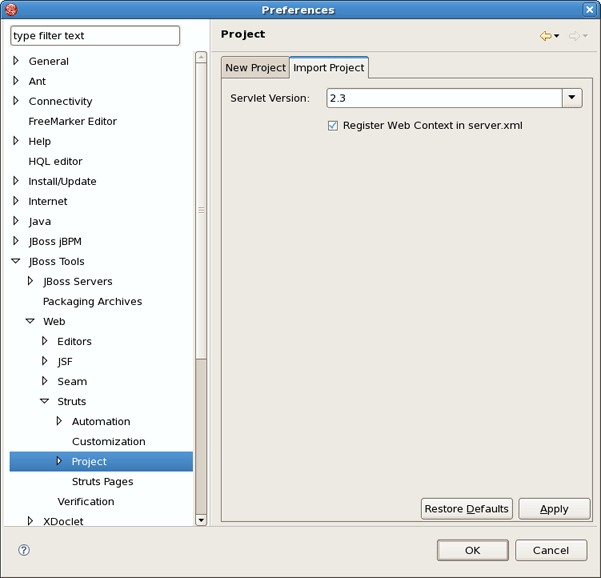 Preferences
type filter text
General
Ant
Connectivity
FreeMarker Editor
Help
HQL editor
Install/Update
Internet
Java
JBoss jBPM
JBoss Tools
JBoss Servers
Packaging Archives
Web
Editors
JSF
Seam
Struts
Automation
Customization
Project
Struts Pages
Verification
XDoclet
Project
New Project Import Project
Servlet Version: 2.3
Register Web Context in server.xml
Restore Defaults Apply
? OK Cancel